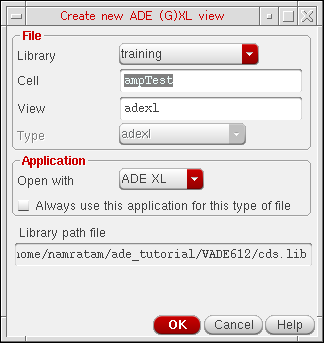 Create new ADE (G)XL view
File
Library training
Cell ampTest
View adexl
Type adexl
Application
Open with ADE XL
Always use this application for this type of file
Library path file
home/namratam/ade_tutorial/VADE612/cds.lib
OK Cancel Help